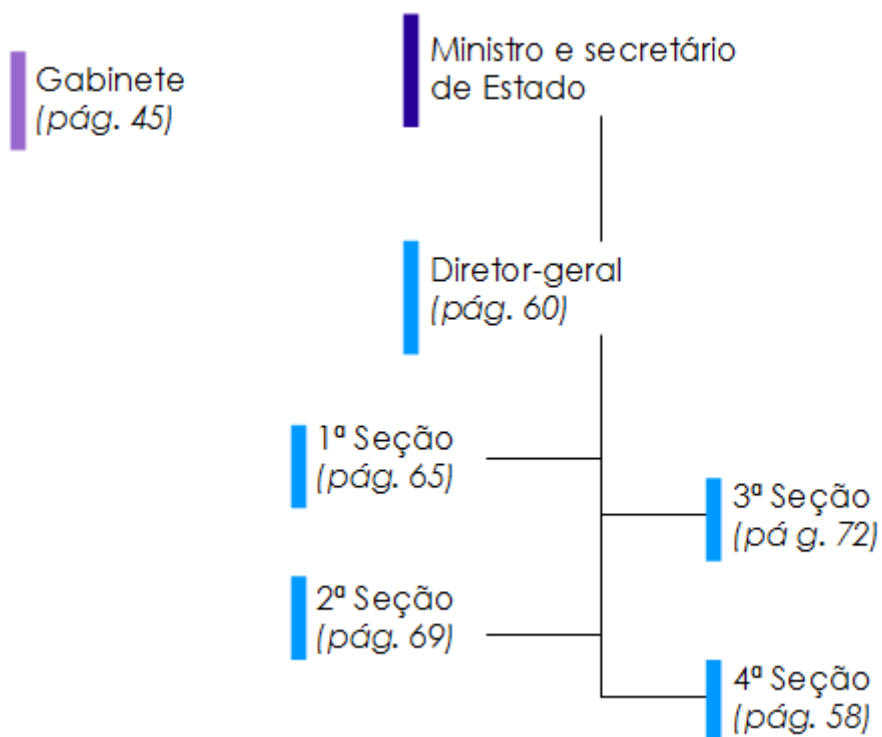 Gabinete
(pág. 45)
Ministro e secretário
de Estado
Diretor-geral
(pág. 60)
1ª Seção
(pág. 65)
3ª Seção
(pá g. 72)
2ª Seção
(pág. 69)
4ª Seção
(pág. 58)